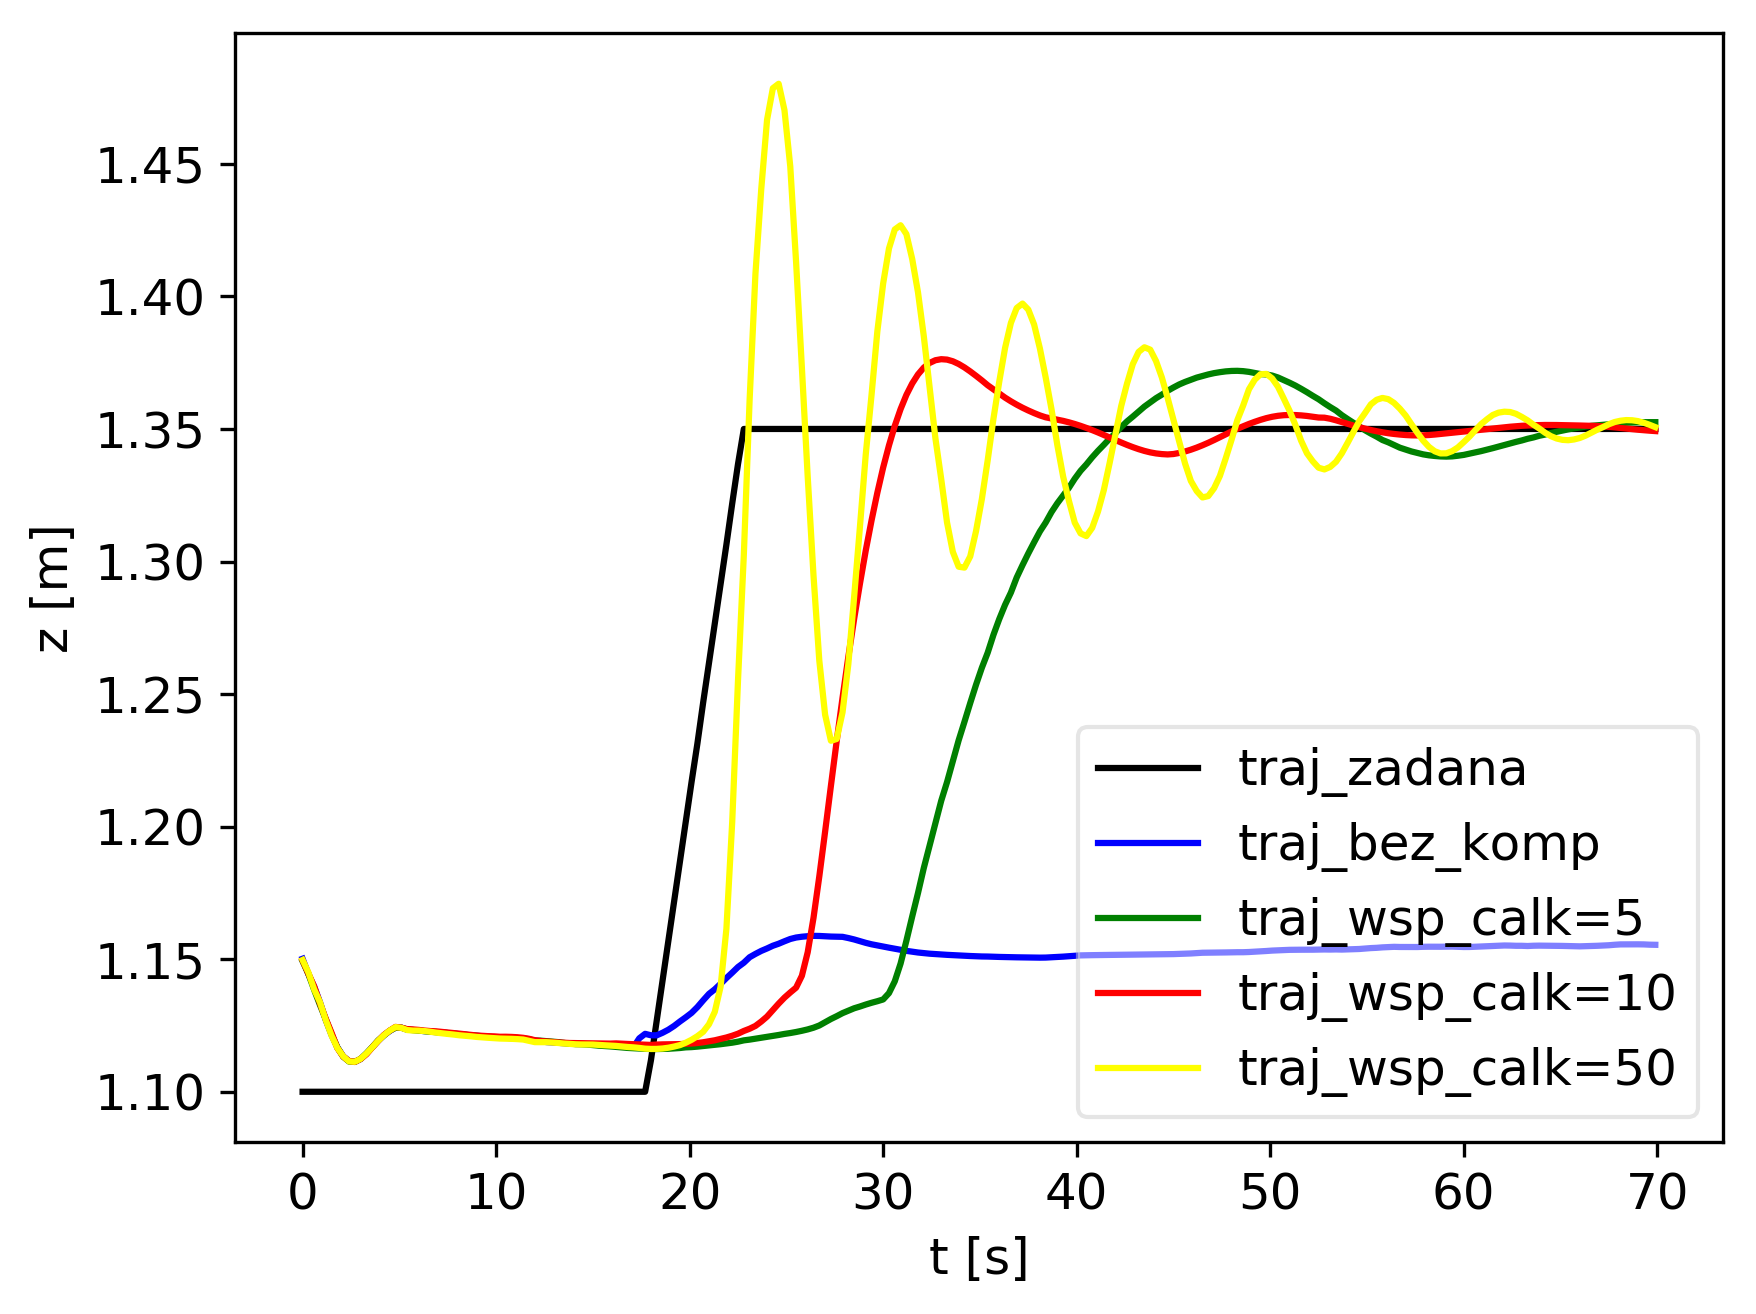 1.45
1.40
1.35
1.30
1.25
1.20
1.15
1.10
z [m]
0 10 20 30 40 50 60 70
t [s]
traj_zadana
traj_bez_komp
traj_wsp_calk=5
traj_wsp_calk=10
traj_wsp_calk=50